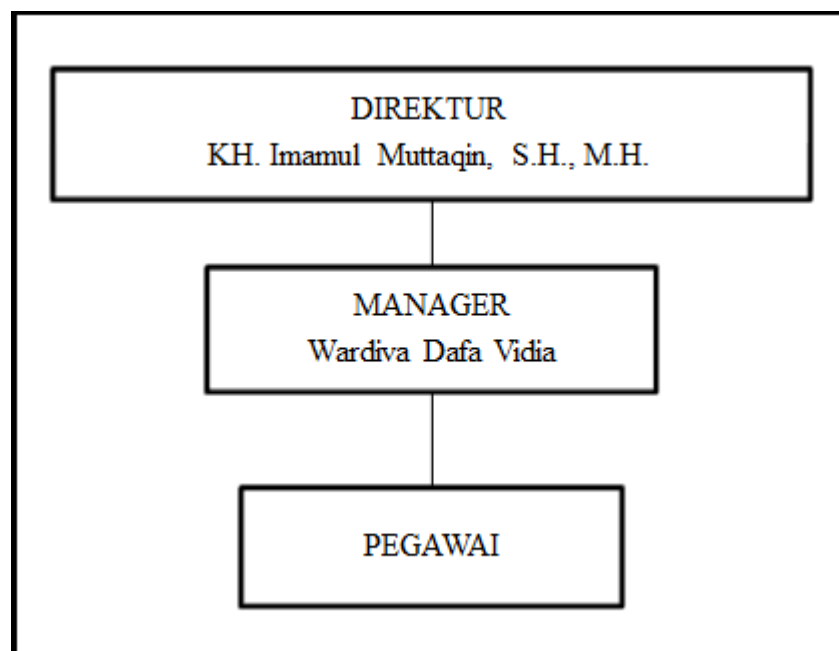 DIREKTUR
KH. Imamul Muttaqin, S.H., M.H.
MANAGER
Wardiva Dafa Vidia
PEGAWAI